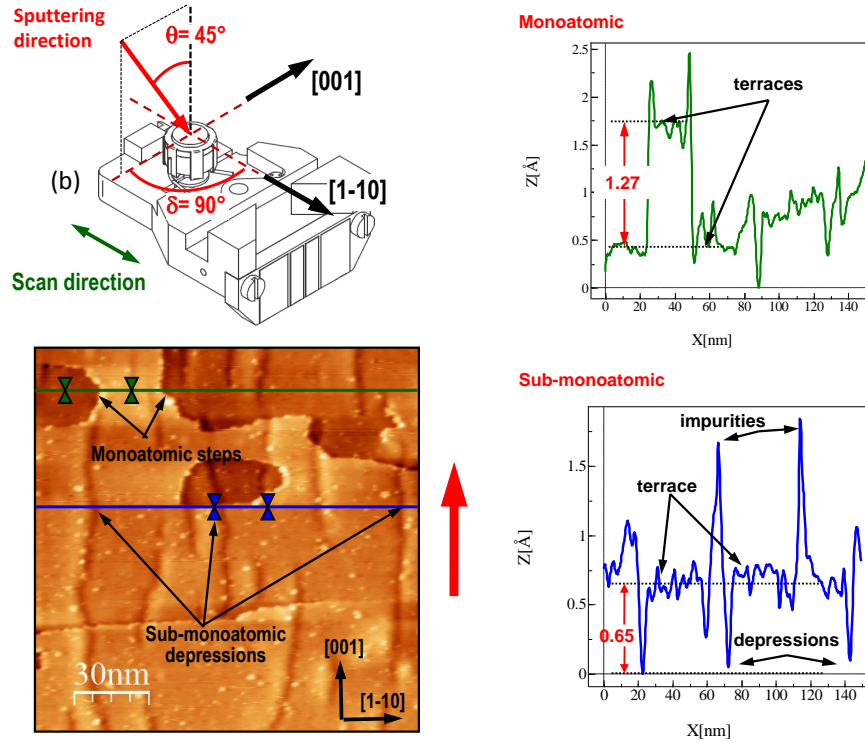 Sputtering
direction
θ= 45°
[001]
(b)
δ= 90°
[1-10]
Scan direction
Monoatomic
2.5
2
1.5
1
0.5
0
Z[Å]
terraces
1.27
0 20 40 60 80 100 120 140
X[nm]
Monoatomic steps
Sub-monoatomic
depressions
30nm
[001]
[1-10]
Sub-monoatomic
1.5
1
0.5
0
Z[Å]
impurities
terrace
0.65
depressions
0 20 40 60 80 100 120 140
X[nm]